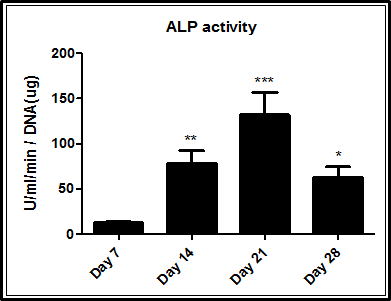 ALP activity
U/ml/min / DNA(ug)
200
150
100
50
0
**
***
*
Day 7
Day 14
Day 21
Day 28